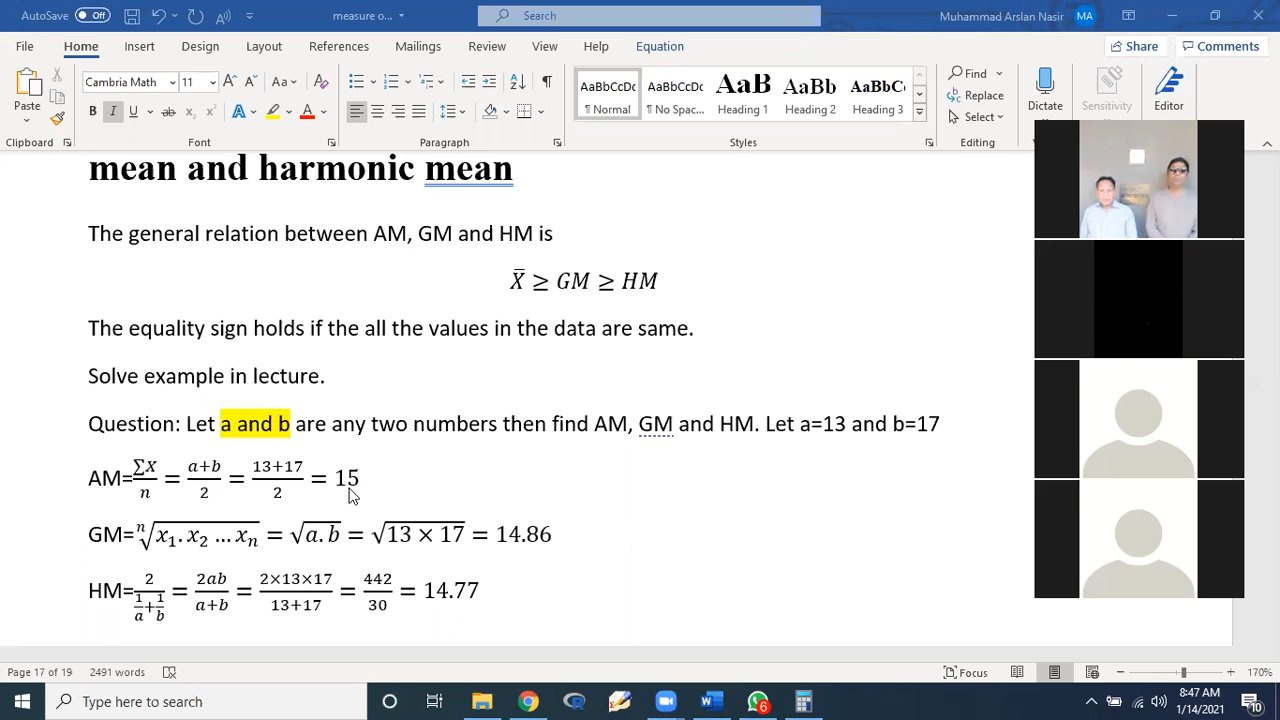 AutoSave Off measure o... Search Muhammad Arslan Nasir MA
File Home Insert Design Layout References Mailings Review View Help Equation Share Comments
Paste Cambria Math 11 A A Aa A AaBbCcDc AaBbCcDc AaB AaBb AaBbC Find Dictate Sensitivity Editor
Replace
B I U ab A A ¶ Normal ¶ No Spac... Heading 1 Heading 2 Heading 3 Select
Clipboard Font Paragraph Styles Editing
mean and harmonic mean
The general relation between AM, GM and HM is
X̅ ≥ GM ≥ HM
The equality sign holds if the all the values in the data are same.
Solve example in lecture.
Question: Let a and b are any two numbers then find AM, GM and HM. Let a=13 and b=17
AM=∑X/n = (a+b)/2 = (13+17)/2 = 15
GM=ⁿ√(x₁. x₂ … xₙ) = √(a. b) = √(13 × 17) = 14.86
HM=2/(1/a+1/b) = 2ab/(a+b) = (2×13×17)/(13+17) = 442/30 = 14.77
Page 17 of 19 2491 words Focus 170%
Type here to search 6 8:47 AM
1/14/2021 10